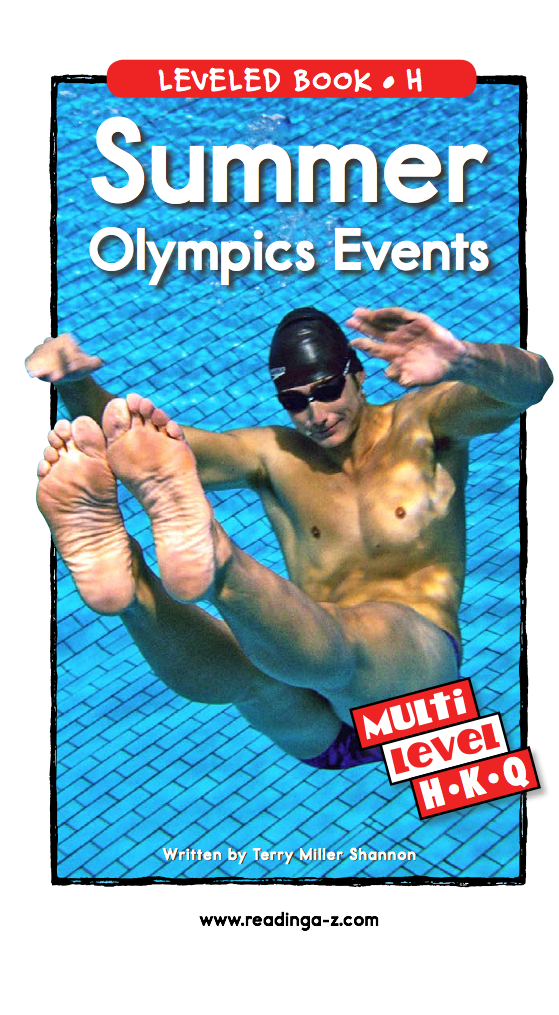 LEVELED BOOK • H
Summer
Olympics Events
MULti
level
H•K•Q
Written by Terry Miller Shannon
www.readinga-z.com